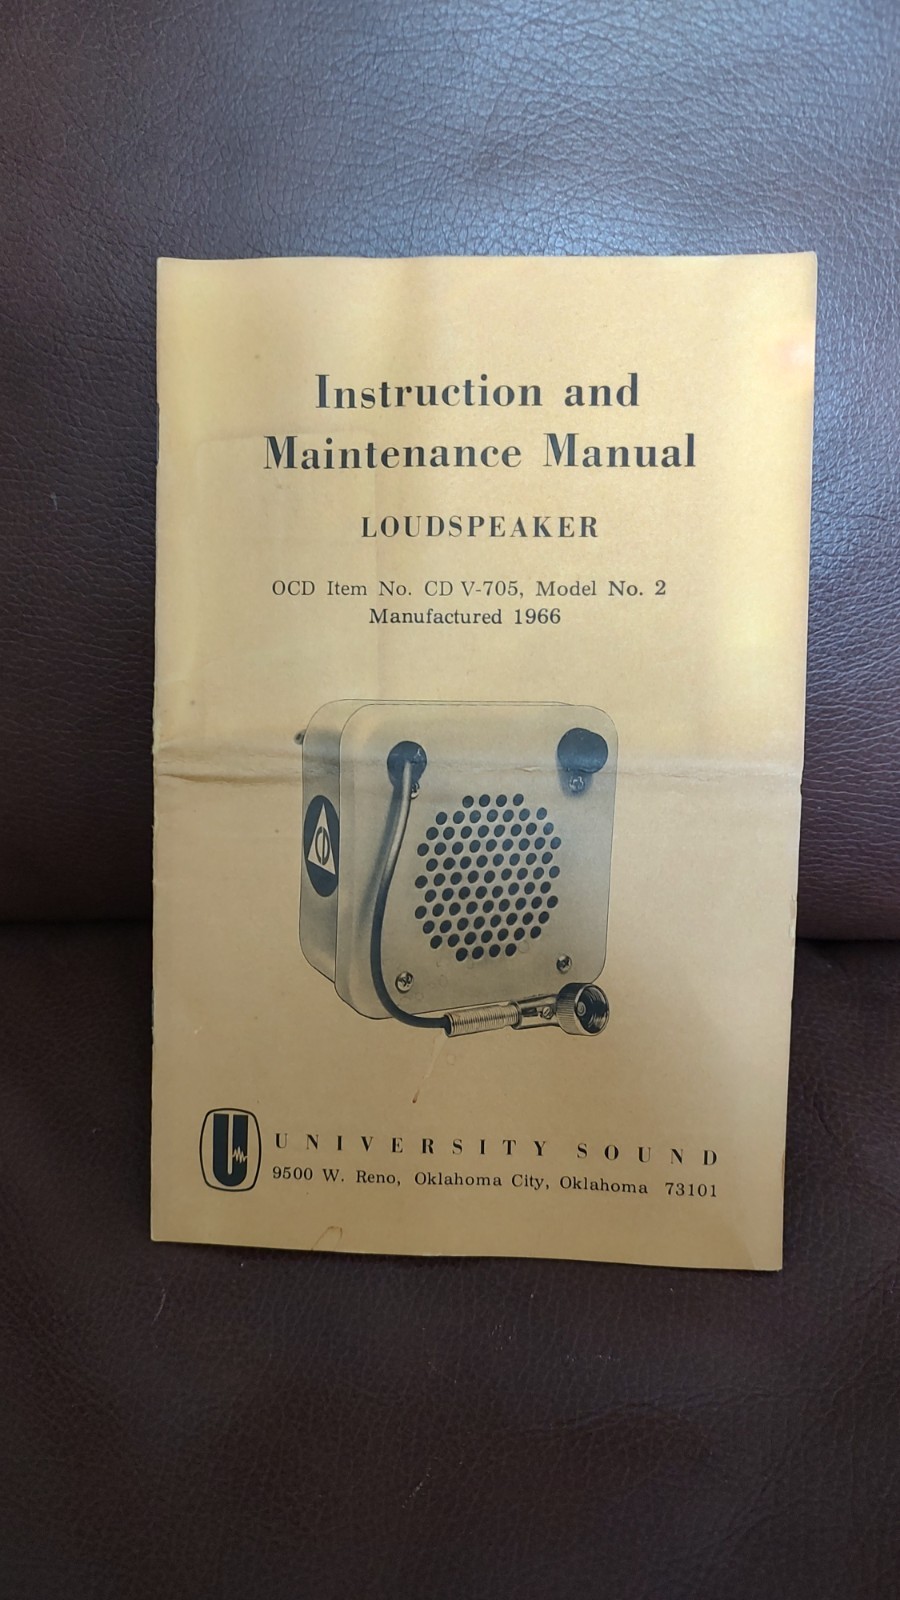 Instruction and
Maintenance Manual
LOUDSPEAKER
OCD Item No. CD V-705, Model No. 2
Manufactured 1966
CD
U
UNIVERSITY SOUND
9500 W. Reno, Oklahoma City, Oklahoma 73101